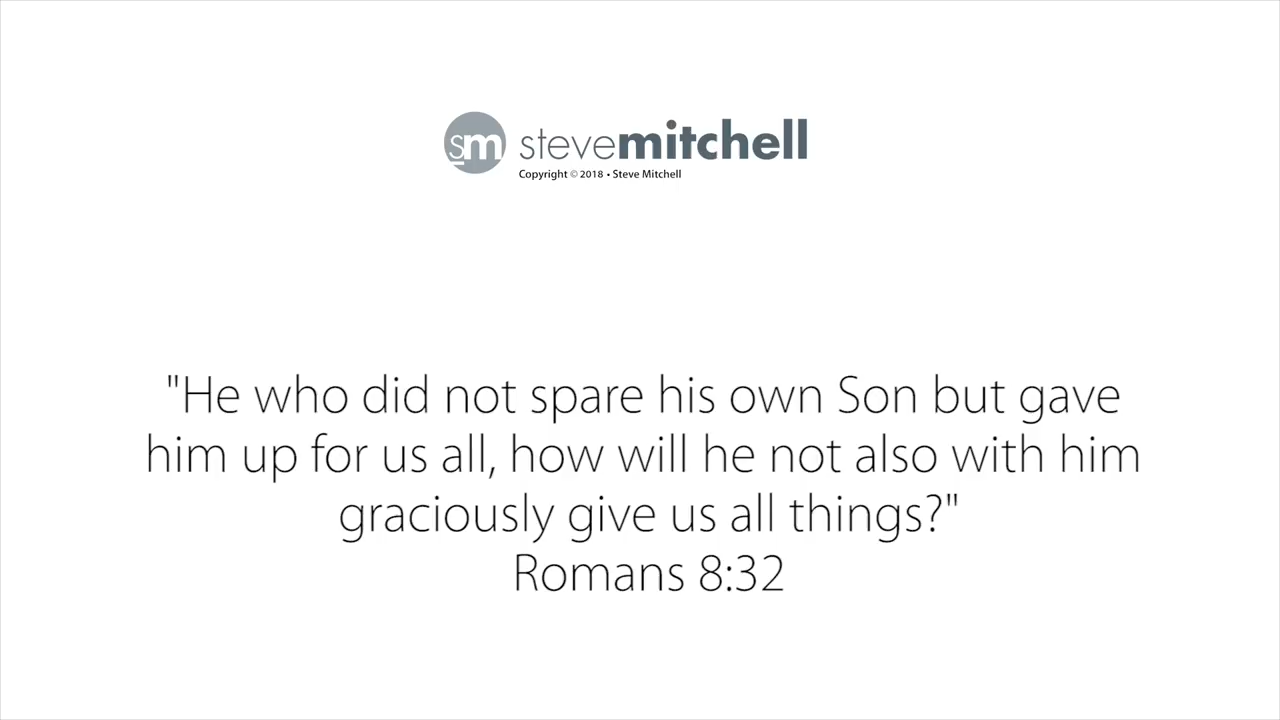 sm stevemitchell
Copyright © 2018 • Steve Mitchell
"He who did not spare his own Son but gave
him up for us all, how will he not also with him
graciously give us all things?"
Romans 8:32